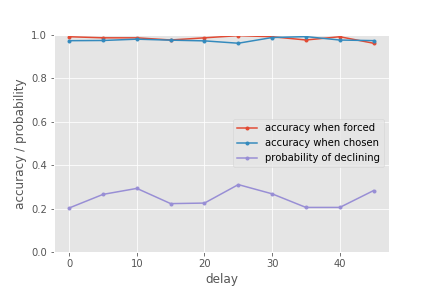 1.0
0.8
0.6
0.4
0.2
0.0
accuracy / probability
accuracy when forced
accuracy when chosen
probability of declining
0 10 20 30 40
delay